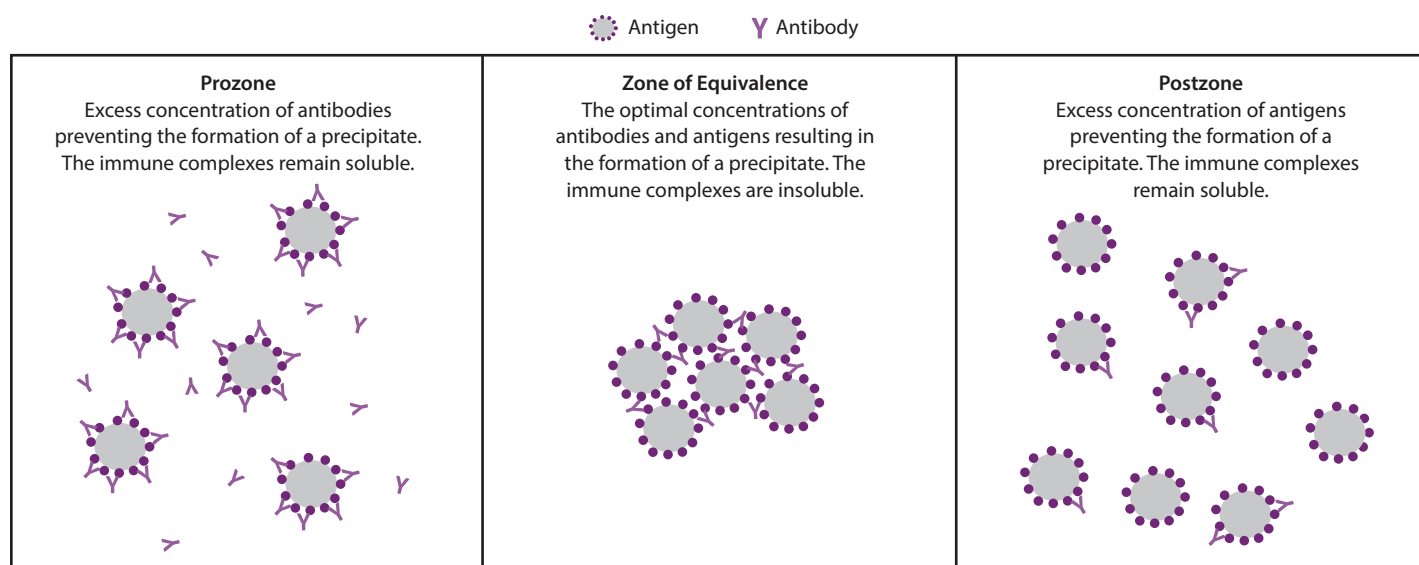 Antigen
Antibody
Prozone
Excess concentration of antibodies
preventing the formation of a precipitate.
The immune complexes remain soluble.
Zone of Equivalence
The optimal concentrations of
antibodies and antigens resulting in
the formation of a precipitate. The
immune complexes are insoluble.
Postzone
Excess concentration of antigens
preventing the formation of a
precipitate. The immune complexes
remain soluble.